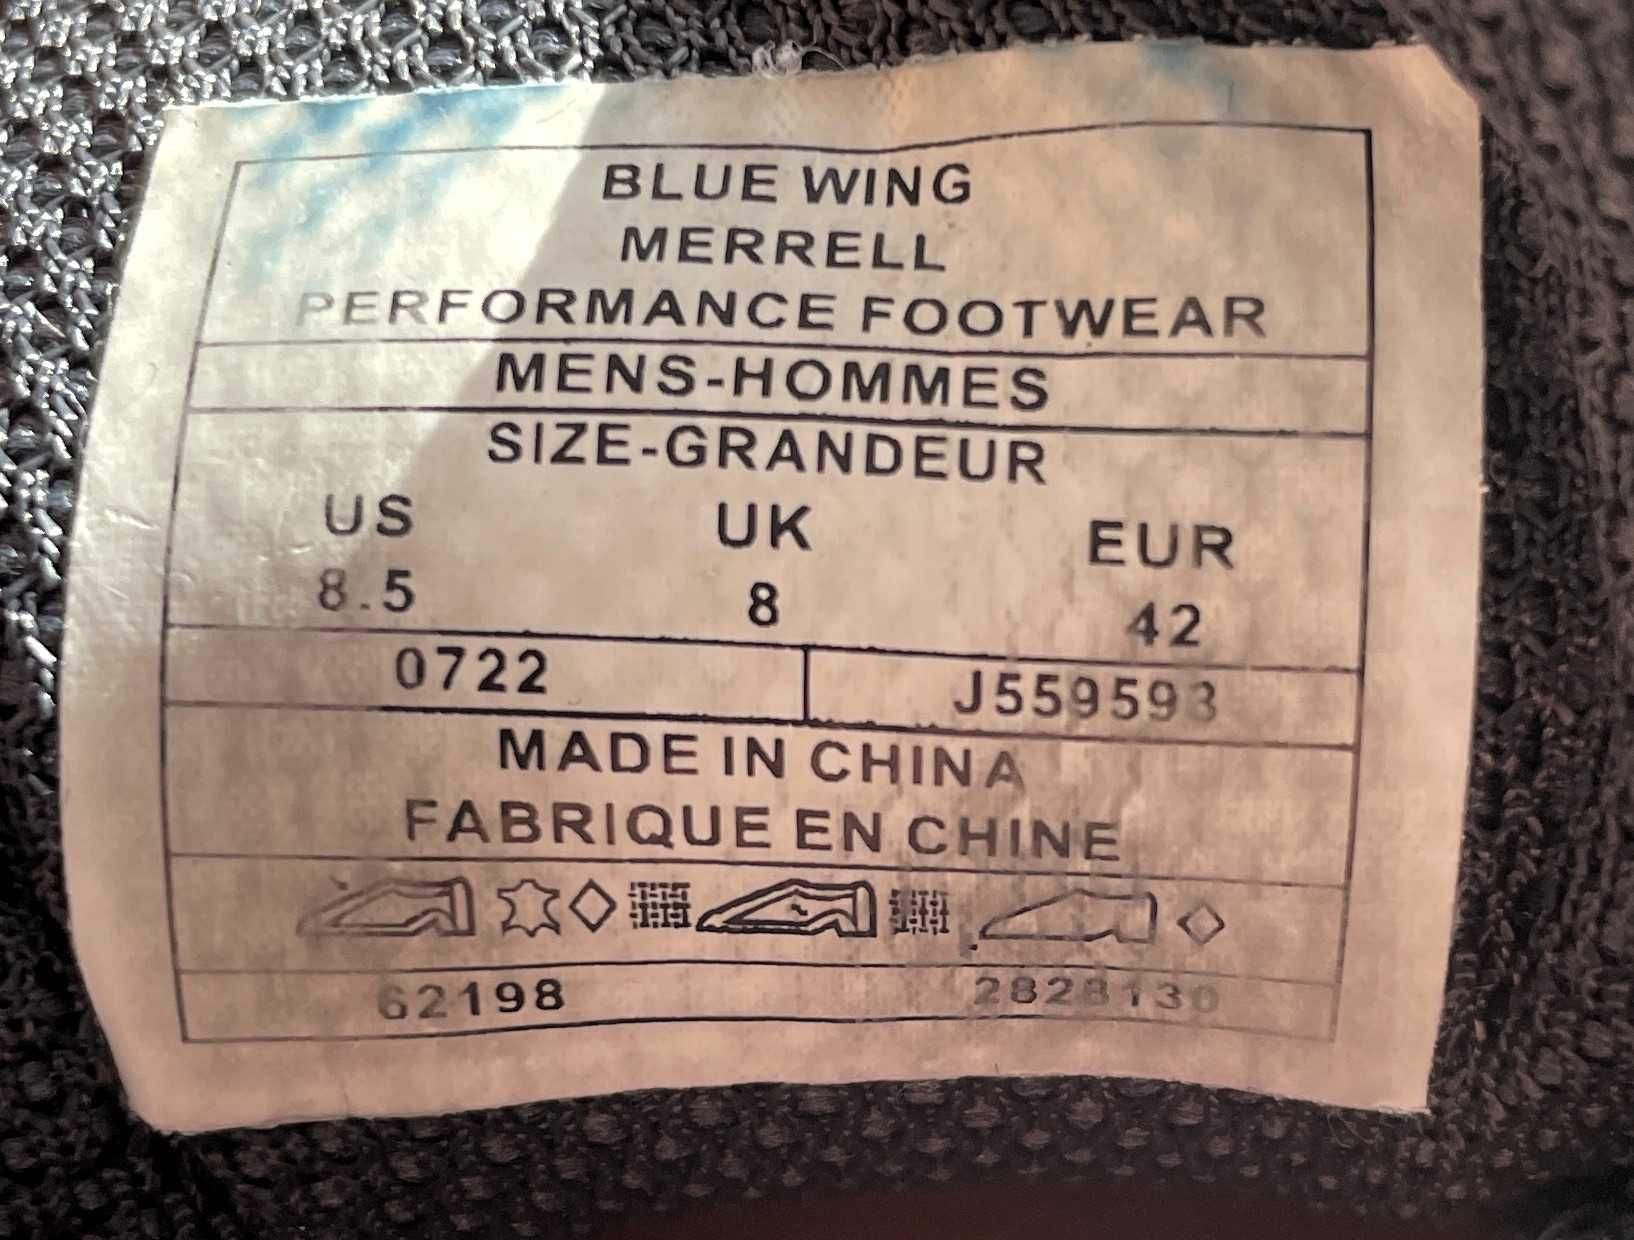 BLUE WING
MERRELL
PERFORMANCE FOOTWEAR
MENS-HOMMES
SIZE-GRANDEUR
US UK EUR
8.5 8 42
0722 J559593
MADE IN CHINA
FABRIQUE EN CHINE
62198 2828130